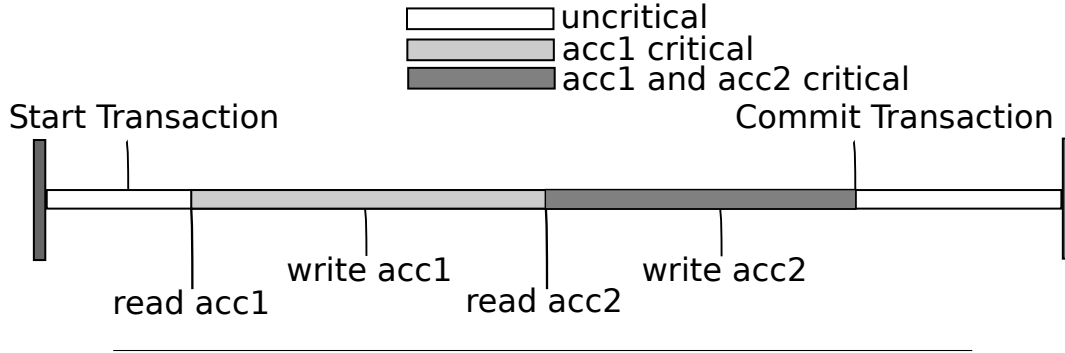 uncritical
acc1 critical
acc1 and acc2 critical
Start Transaction
Commit Transaction
write acc1
write acc2
read acc1
read acc2